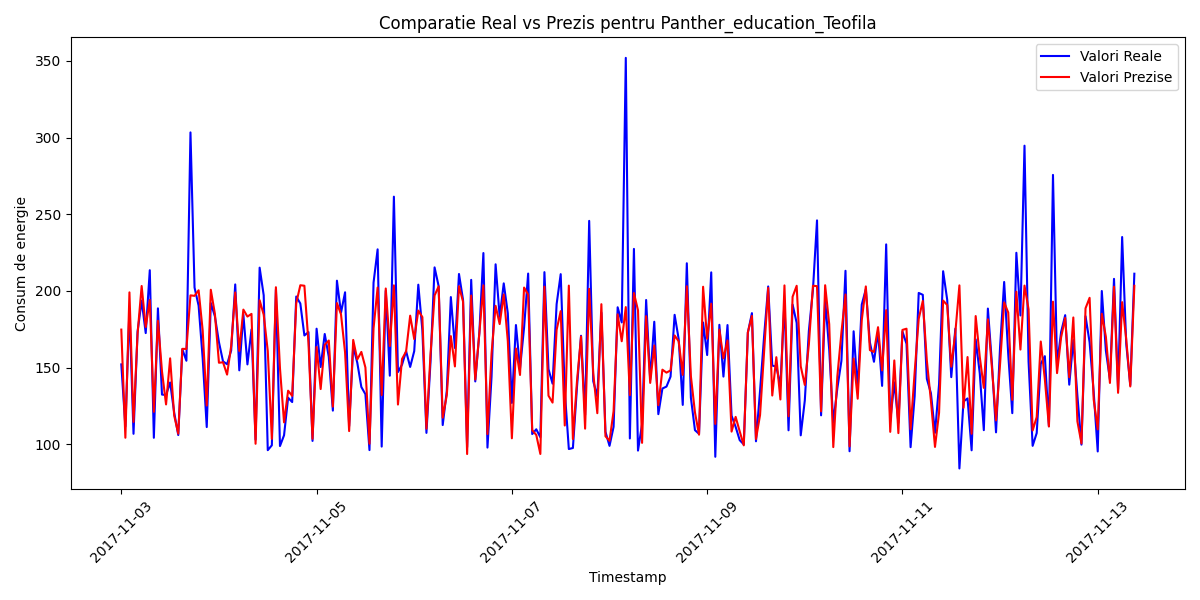 Comparatie Real vs Prezis pentru Panther_education_Teofila
Valori Reale
Valori Prezise
Consum de energie
350
300
250
200
150
100
2017-11-03
2017-11-05
2017-11-07
2017-11-09
2017-11-11
2017-11-13
Timestamp